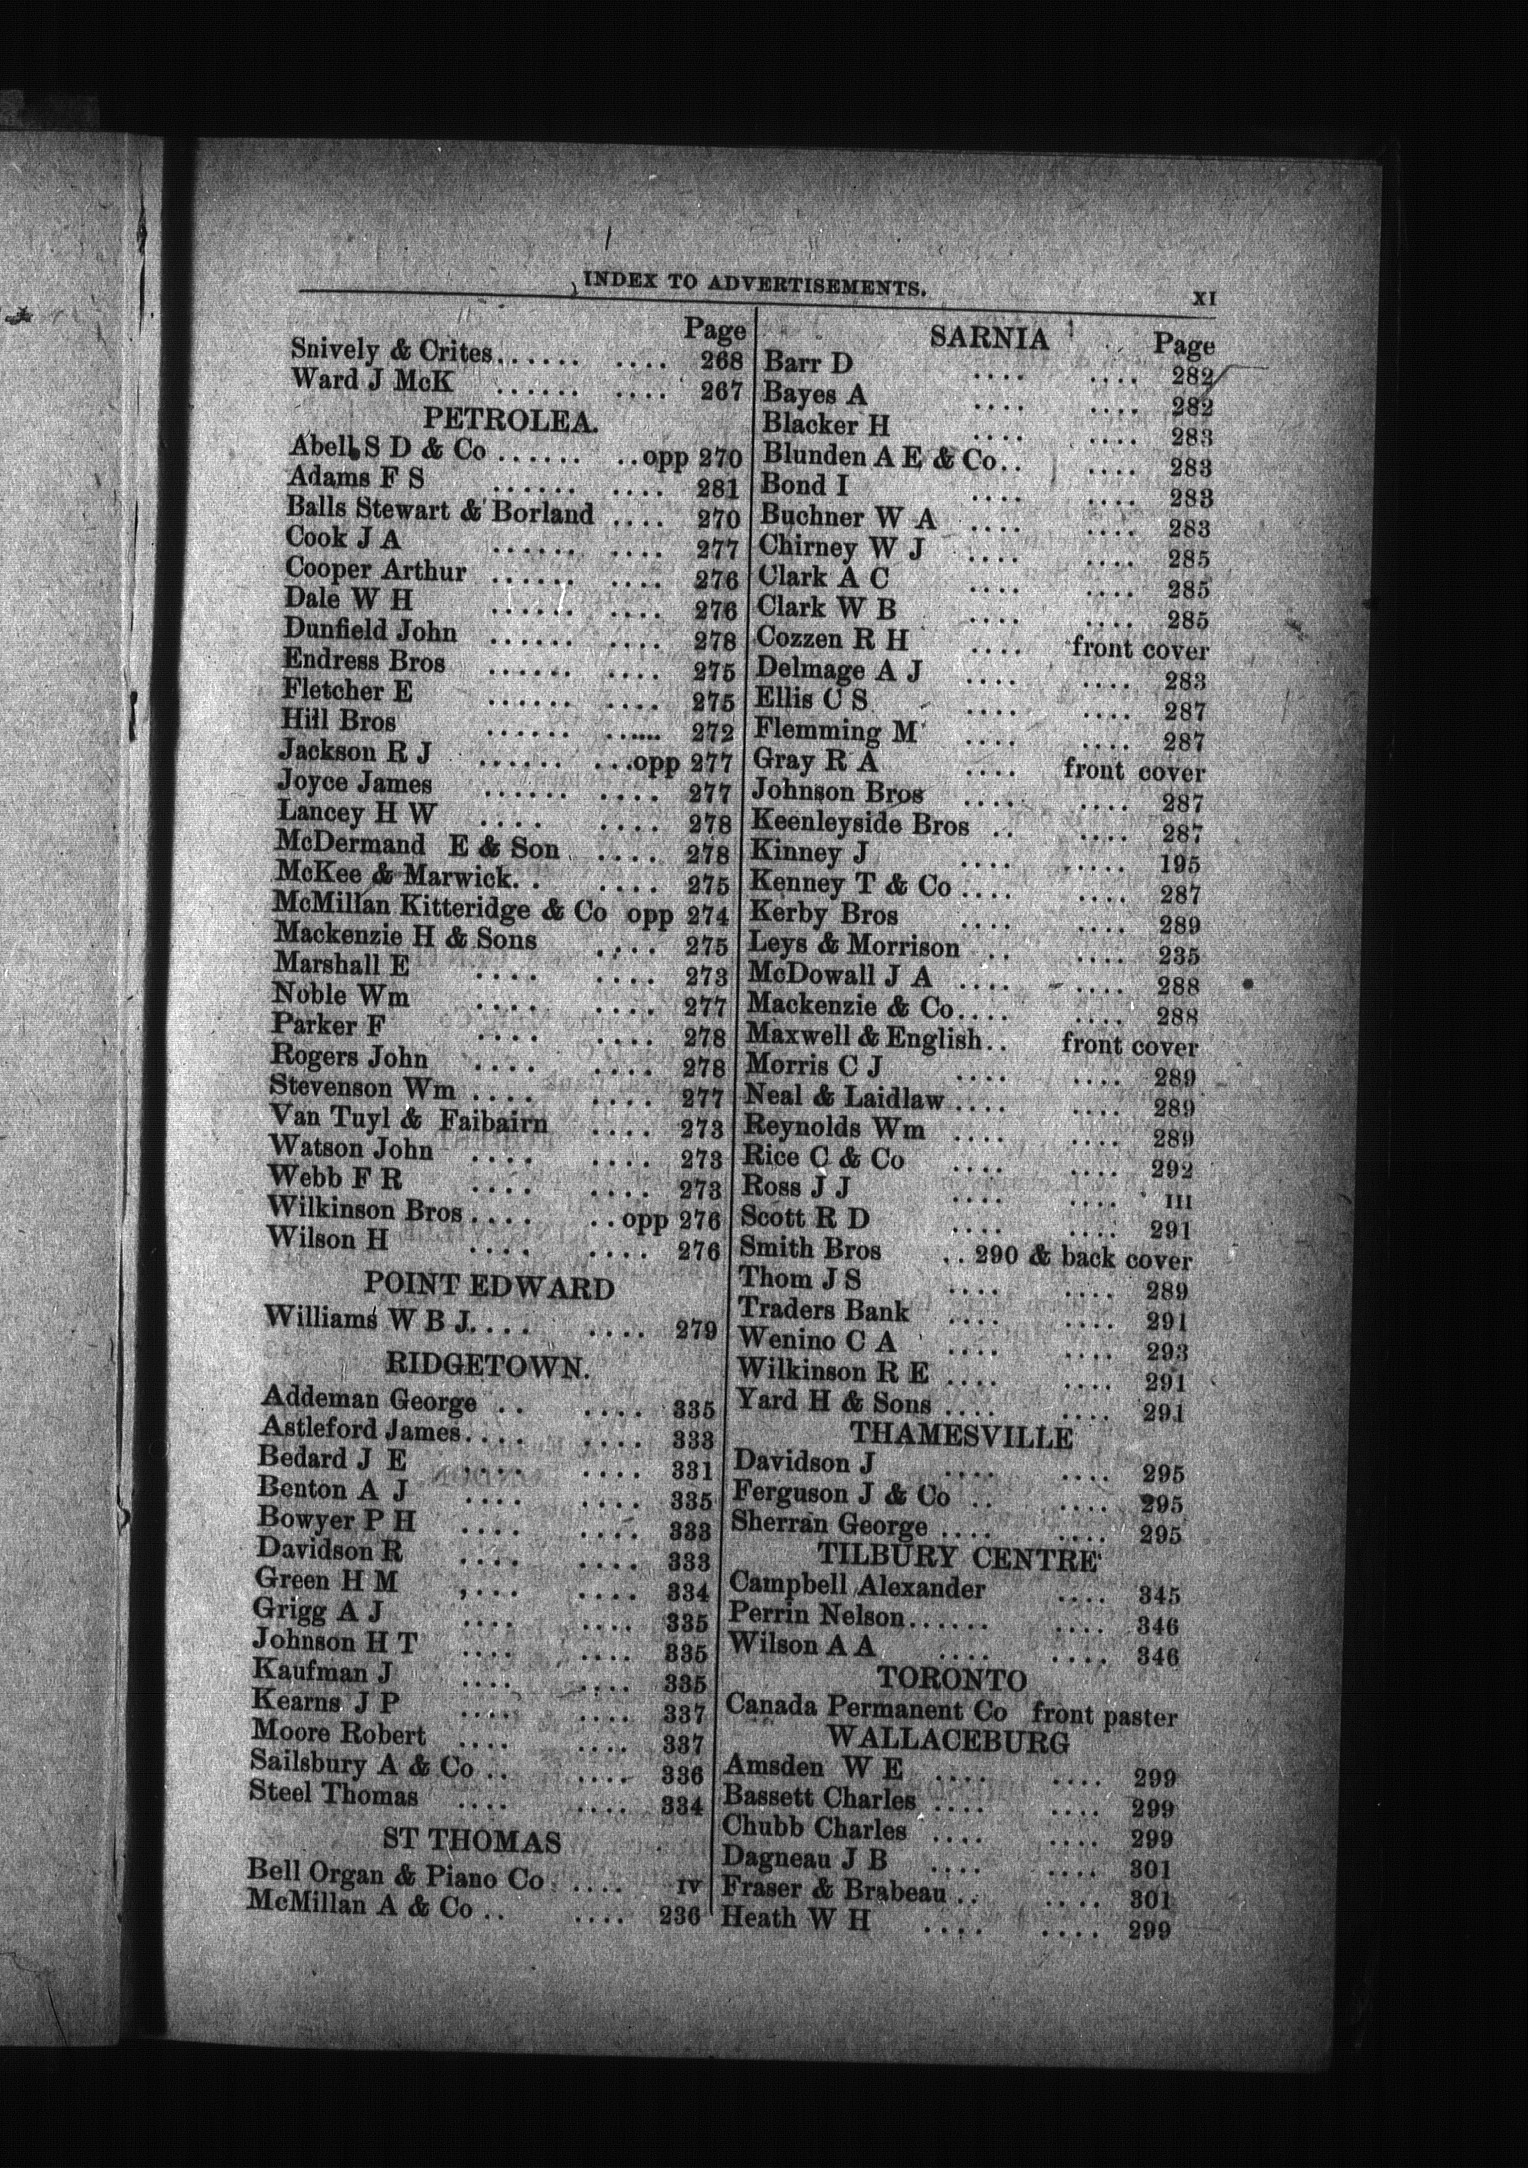 INDEX TO ADVERTISEMENTS. XI
Page
Snively & Crites...... .... 268
Ward J McK ...... .... 267
PETROLEA.
Abell S D & Co ...... ..opp 270
Adams F S ...... .... 281
Balls Stewart & Borland .... 270
Cook J A ...... .... 277
Cooper Arthur ...... .... 276
Dale W H ...... .... 276
Dunfield John ...... .... 278
Endress Bros ...... .... 275
Fletcher E ...... .... 275
Hill Bros ...... ...... 272
Jackson R J ...... ...opp 277
Joyce James ...... .... 277
Lancey H W .... .... 278
McDermand E & Son .... 278
McKee & Marwick. . .... 275
McMillan Kitteridge & Co opp 274
Mackenzie H & Sons .... 275
Marshall E .... .... 273
Noble Wm .... .... 277
Parker F .... .... 278
Rogers John .... .... 278
Stevenson Wm .... .... 277
Van Tuyl & Faibairn .... 273
Watson John .... .... 273
Webb F R .... .... 273
Wilkinson Bros .... ..opp 276
Wilson H .... .... 276
POINT EDWARD
Williams W B J.... .... 279
RIDGETOWN.
Addeman George .. .... 335
Astleford James.... .... 333
Bedard J E .... .... 331
Benton A J .... .... 335
Bowyer P H .... .... 333
Davidson R .... .... 333
Green H M ,... .... 334
Grigg A J .... .... 335
Johnson H T .... .... 335
Kaufman J .... .... 335
Kearns J P .... .... 337
Moore Robert .... .... 337
Sailsbury A & Co .. .... 336
Steel Thomas .... .... 334
ST THOMAS
Bell Organ & Piano Co .... IV
McMillan A & Co .. .... 236
SARNIA Page
Barr D .... .... 282
Bayes A .... .... 282
Blacker H .... .... 283
Blunden A E & Co.. .... 283
Bond I .... .... 283
Buchner W A .... .... 283
Chirney W J .... .... 285
Clark A C .... .... 285
Clark W B .... .... 285
Cozzen R H .... front cover
Delmage A J .... .... 283
Ellis C S .... .... 287
Flemming M .... .... 287
Gray R A .... front cover
Johnson Bros .... .... 287
Keenleyside Bros .. .... 287
Kinney J .... .... 195
Kenney T & Co .... .... 287
Kerby Bros .... .... 289
Leys & Morrison .. .... 235
McDowall J A .... .... 288
Mackenzie & Co.... .... 288
Maxwell & English.. front cover
Morris C J .... .... 289
Neal & Laidlaw.... .... 289
Reynolds Wm .... .... 289
Rice C & Co .... .... 292
Ross J J .... .... III
Scott R D .... .... 291
Smith Bros .. 290 & back cover
Thom J S .... .... 289
Traders Bank .... .... 291
Wenino C A .... .... 293
Wilkinson R E .... .... 291
Yard H & Sons .... .... 291
THAMESVILLE
Davidson J .... .... 295
Ferguson J & Co .. .... 295
Sherran George .... .... 295
TILBURY CENTRE
Campbell Alexander .... 345
Perrin Nelson...... .... 346
Wilson A A .... .... 346
TORONTO
Canada Permanent Co front paster
WALLACEBURG
Amsden W E .... .... 299
Bassett Charles .... .... 299
Chubb Charles .... .... 299
Dagneau J B .... .... 301
Fraser & Brabeau .. .... 301
Heath W H .... .... 299